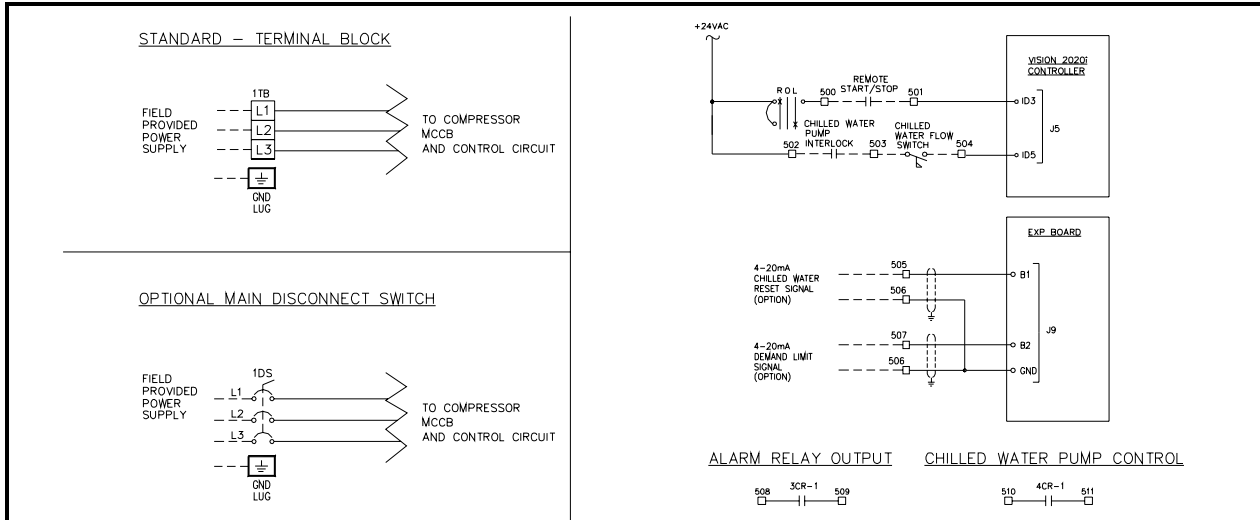 STANDARD – TERMINAL BLOCK
1TB
FIELD
PROVIDED
POWER
SUPPLY
L1
L2
L3
TO COMPRESSOR
MCCB
AND CONTROL CIRCUIT
GND
LUG
OPTIONAL MAIN DISCONNECT SWITCH
1DS
FIELD
PROVIDED
POWER
SUPPLY
L1
L2
L3
TO COMPRESSOR
MCCB
AND CONTROL CIRCUIT
GND
LUG
+24VAC
VISION 2020i
CONTROLLER
R O L
500
REMOTE
START/STOP
501
ID3
J5
502
CHILLED WATER
PUMP
INTERLOCK
503
CHILLED
WATER FLOW
SWITCH
504
ID5
EXP BOARD
4-20mA
CHILLED WATER
RESET SIGNAL
(OPTION)
505
506
B1
J9
4-20mA
DEMAND LIMIT
SIGNAL
(OPTION)
507
506
B2
GND
ALARM RELAY OUTPUT
508
3CR-1
509
CHILLED WATER PUMP CONTROL
510
4CR-1
511